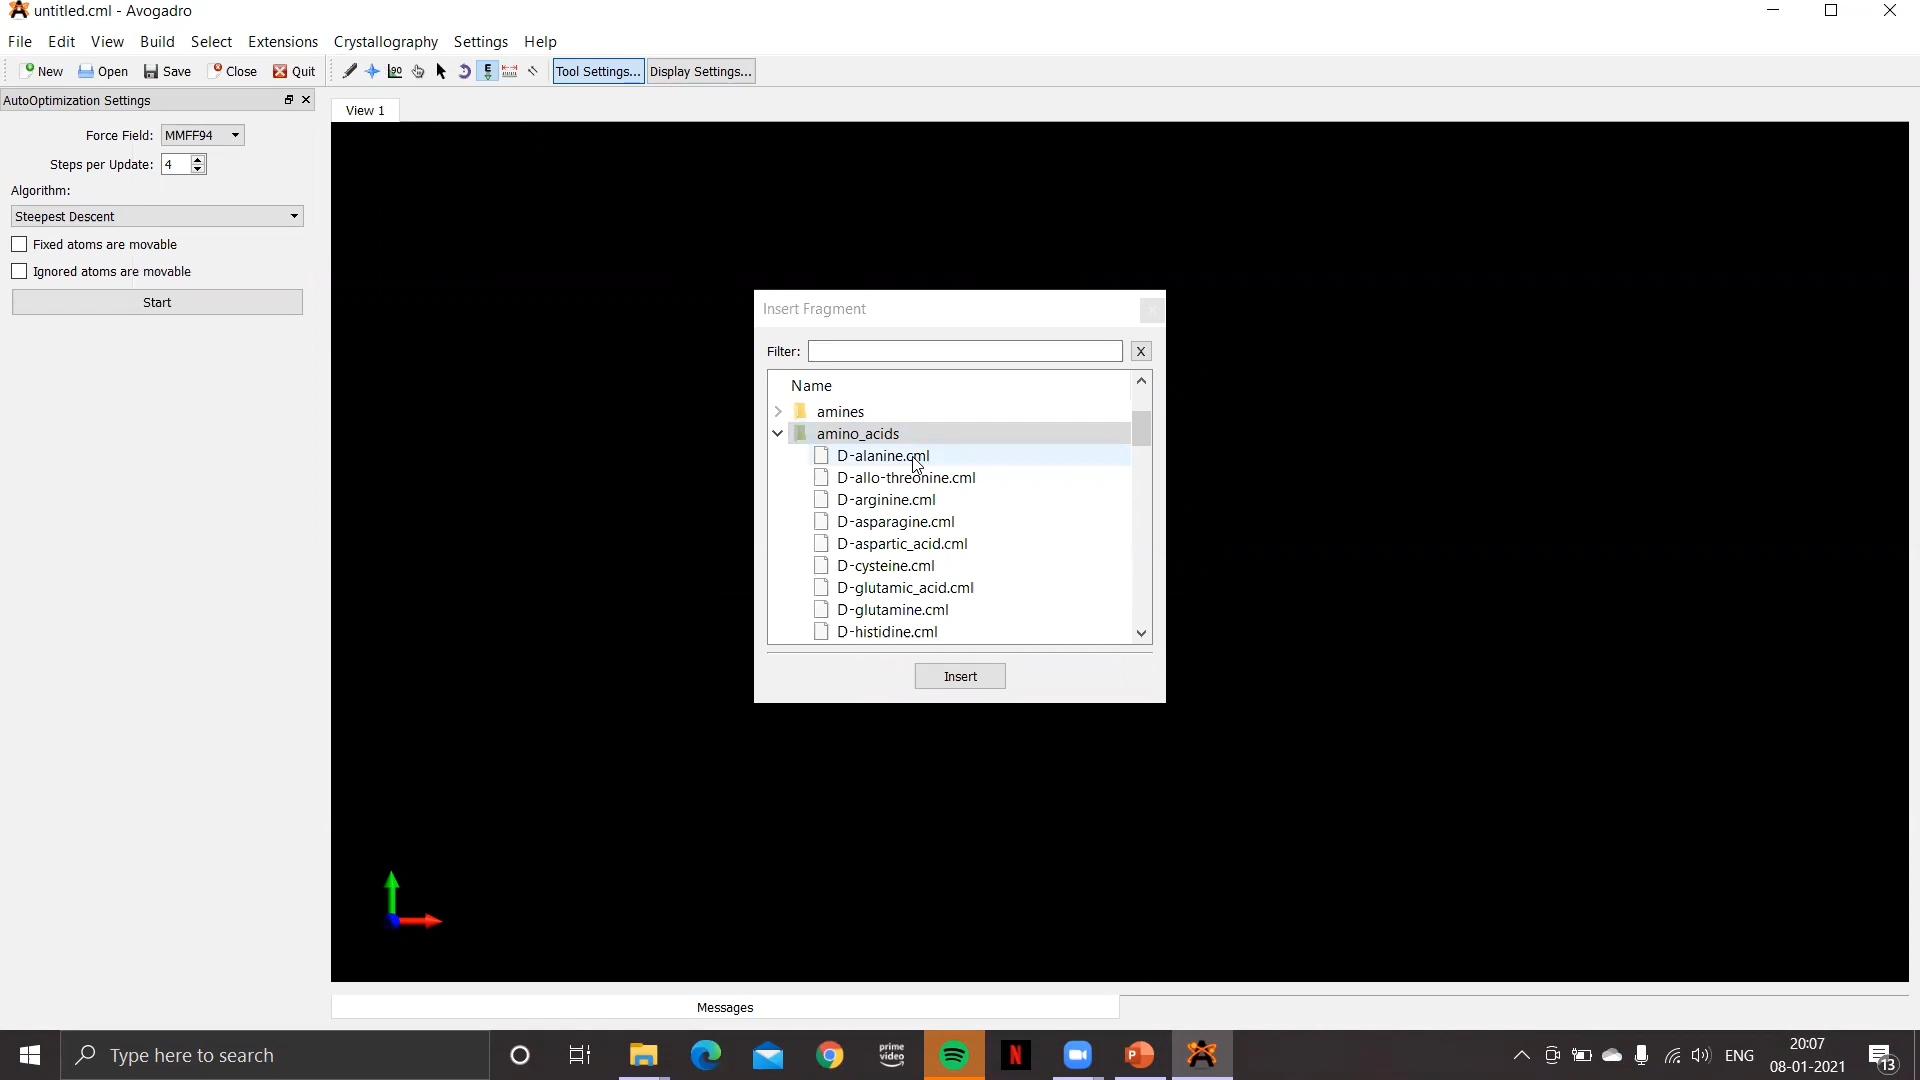 untitled.cml - Avogadro
File Edit View Build Select Extensions Crystallography Settings Help
New Open Save Close Quit Tool Settings... Display Settings...
AutoOptimization Settings
View 1
Force Field: MMFF94
Steps per Update: 4
Algorithm:
Steepest Descent
Fixed atoms are movable
Ignored atoms are movable
Start
Insert Fragment
Filter: X
Name
amines
amino_acids
D-alanine.cml
D-allo-threonine.cml
D-arginine.cml
D-asparagine.cml
D-aspartic_acid.cml
D-cysteine.cml
D-glutamic_acid.cml
D-glutamine.cml
D-histidine.cml
Insert
Messages
Type here to search
prime video
N
P
ENG
20:07
08-01-2021
13